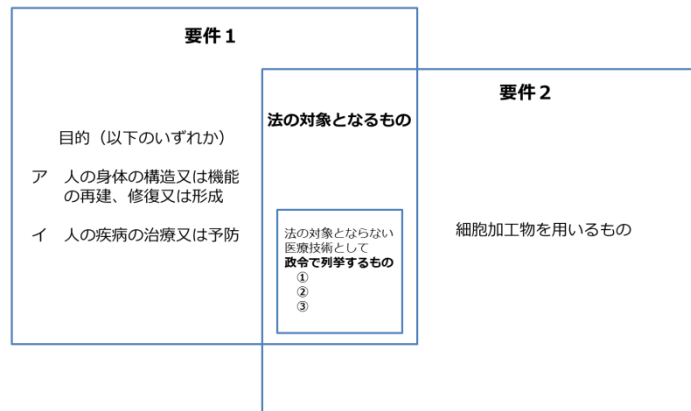 要件１
目的（以下のいずれか）
ア　人の身体の構造又は機能
の再建、修復又は形成
イ　人の疾病の治療又は予防
法の対象となるもの
法の対象とならない
医療技術として
政令で列挙するもの
①
②
③
要件２
細胞加工物を用いるもの